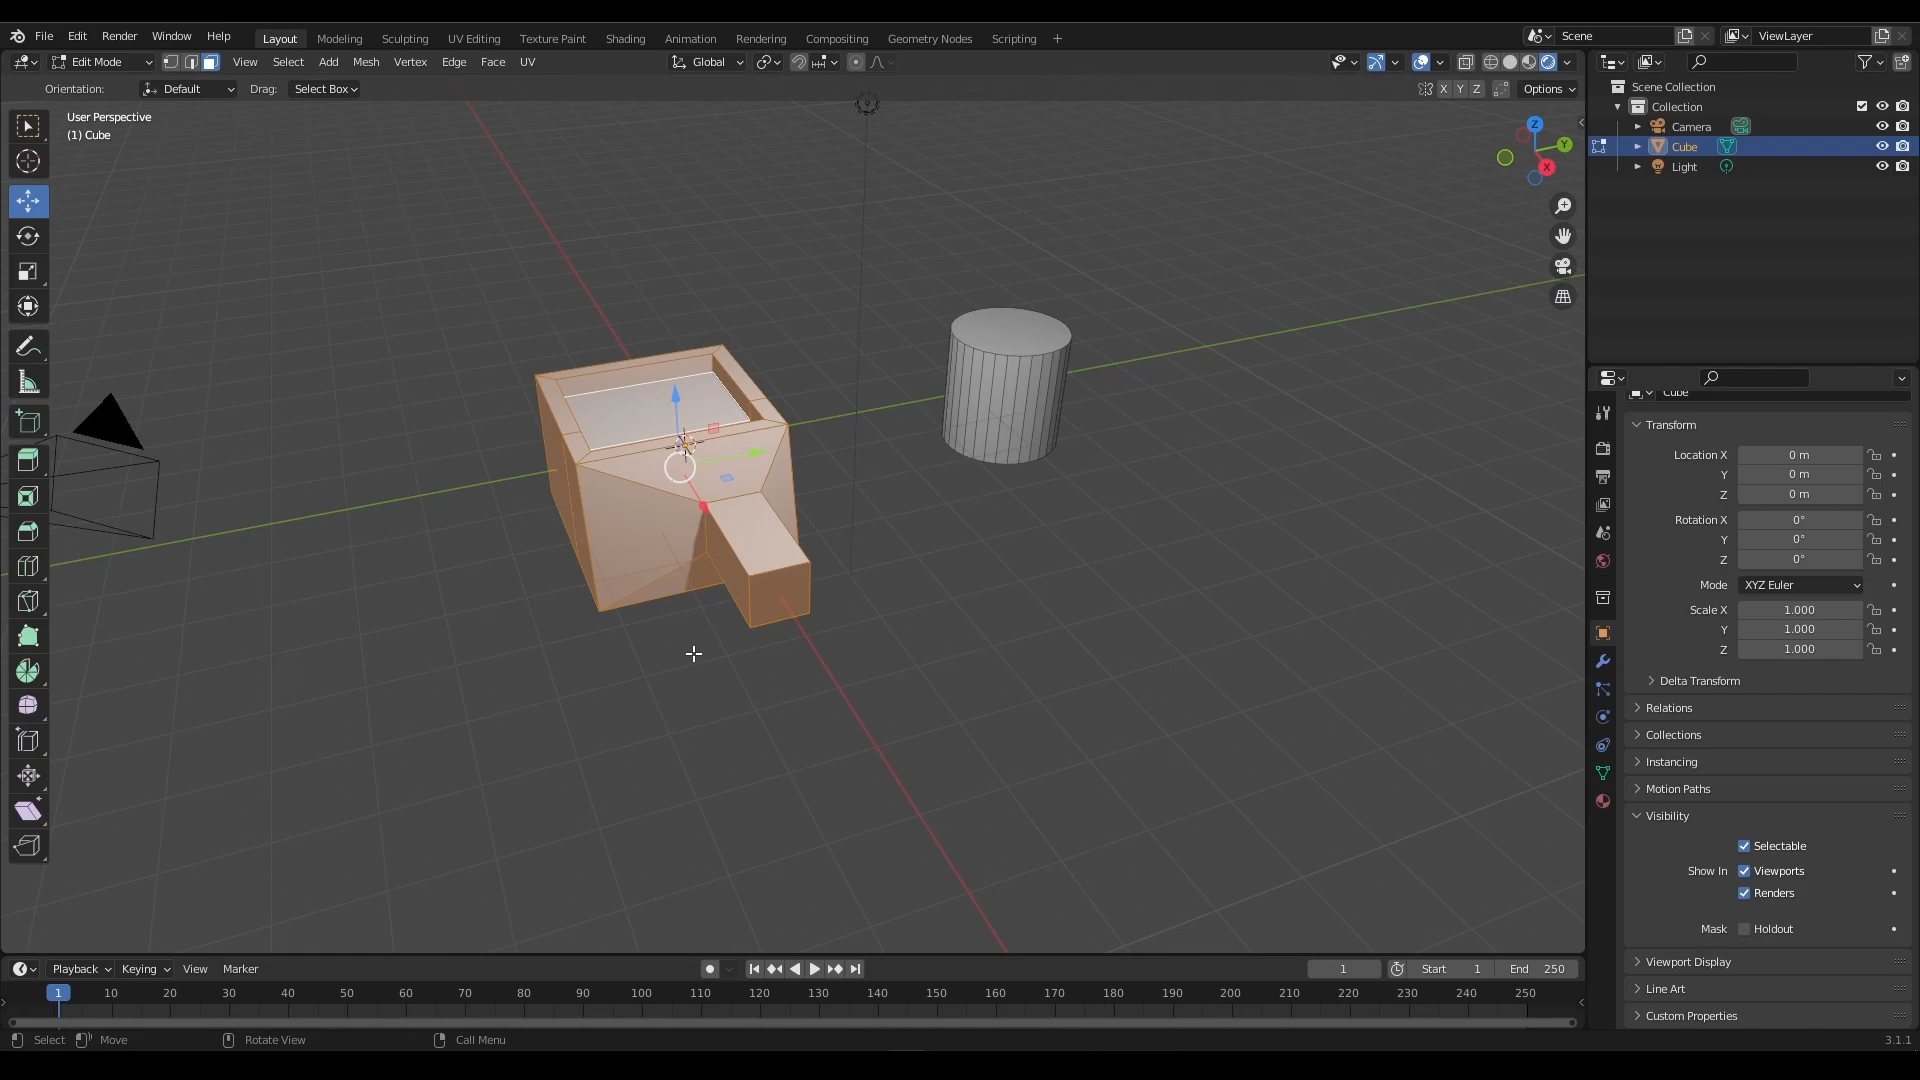 File Edit Render Window Help Layout Modeling Sculpting UV Editing Texture Paint Shading Animation Rendering Compositing Geometry Nodes Scripting + Scene ViewLayer
Edit Mode View Select Add Mesh Vertex Edge Face UV Global
Orientation: Default Drag: Select Box X Y Z Options
User Perspective
(1) Cube
Z
Y
X
Scene Collection
Collection
Camera
Cube
Light
Cube
Transform
Location X 0 m
Y 0 m
Z 0 m
Rotation X 0°
Y 0°
Z 0°
Mode XYZ Euler
Scale X 1.000
Y 1.000
Z 1.000
Delta Transform
Relations
Collections
Instancing
Motion Paths
Visibility
Selectable
Show In Viewports
Renders
Mask Holdout
Viewport Display
Line Art
Custom Properties
Playback Keying View Marker 1 Start 1 End 250
1 10 20 30 40 50 60 70 80 90 100 110 120 130 140 150 160 170 180 190 200 210 220 230 240 250
Select Move Rotate View Call Menu 3.1.1